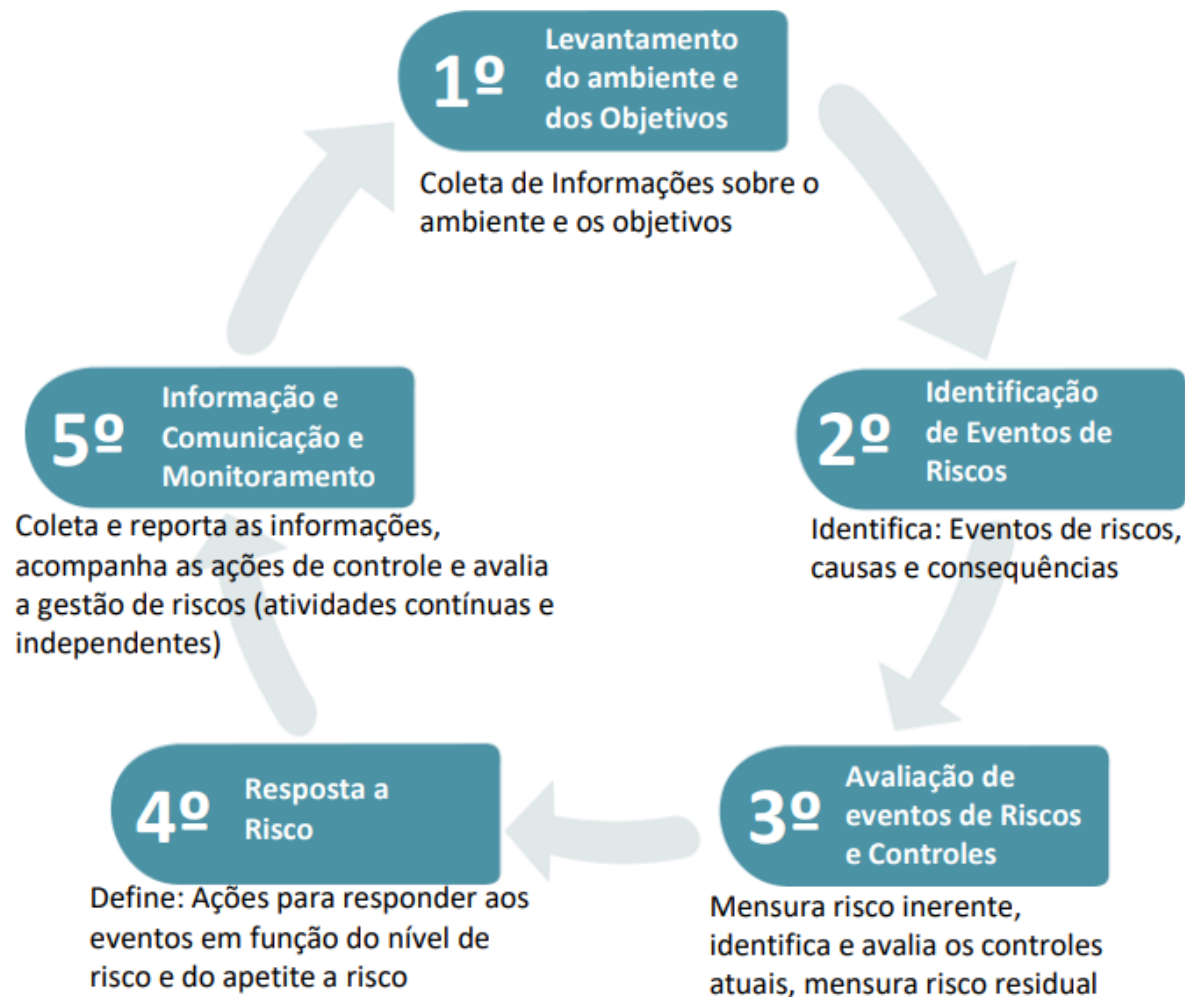 1º
Levantamento
do ambiente e
dos Objetivos
Coleta de Informações sobre o
ambiente e os objetivos
2º
Identificação
de Eventos de
Riscos
Identifica: Eventos de riscos,
causas e consequências
3º
Avaliação de
eventos de Riscos
e Controles
Mensura risco inerente,
identifica e avalia os controles
atuais, mensura risco residual
4º
Resposta a
Risco
Define: Ações para responder aos
eventos em função do nível de
risco e do apetite a risco
5º
Informação e
Comunicação e
Monitoramento
Coleta e reporta as informações,
acompanha as ações de controle e avalia
a gestão de riscos (atividades contínuas e
independentes)